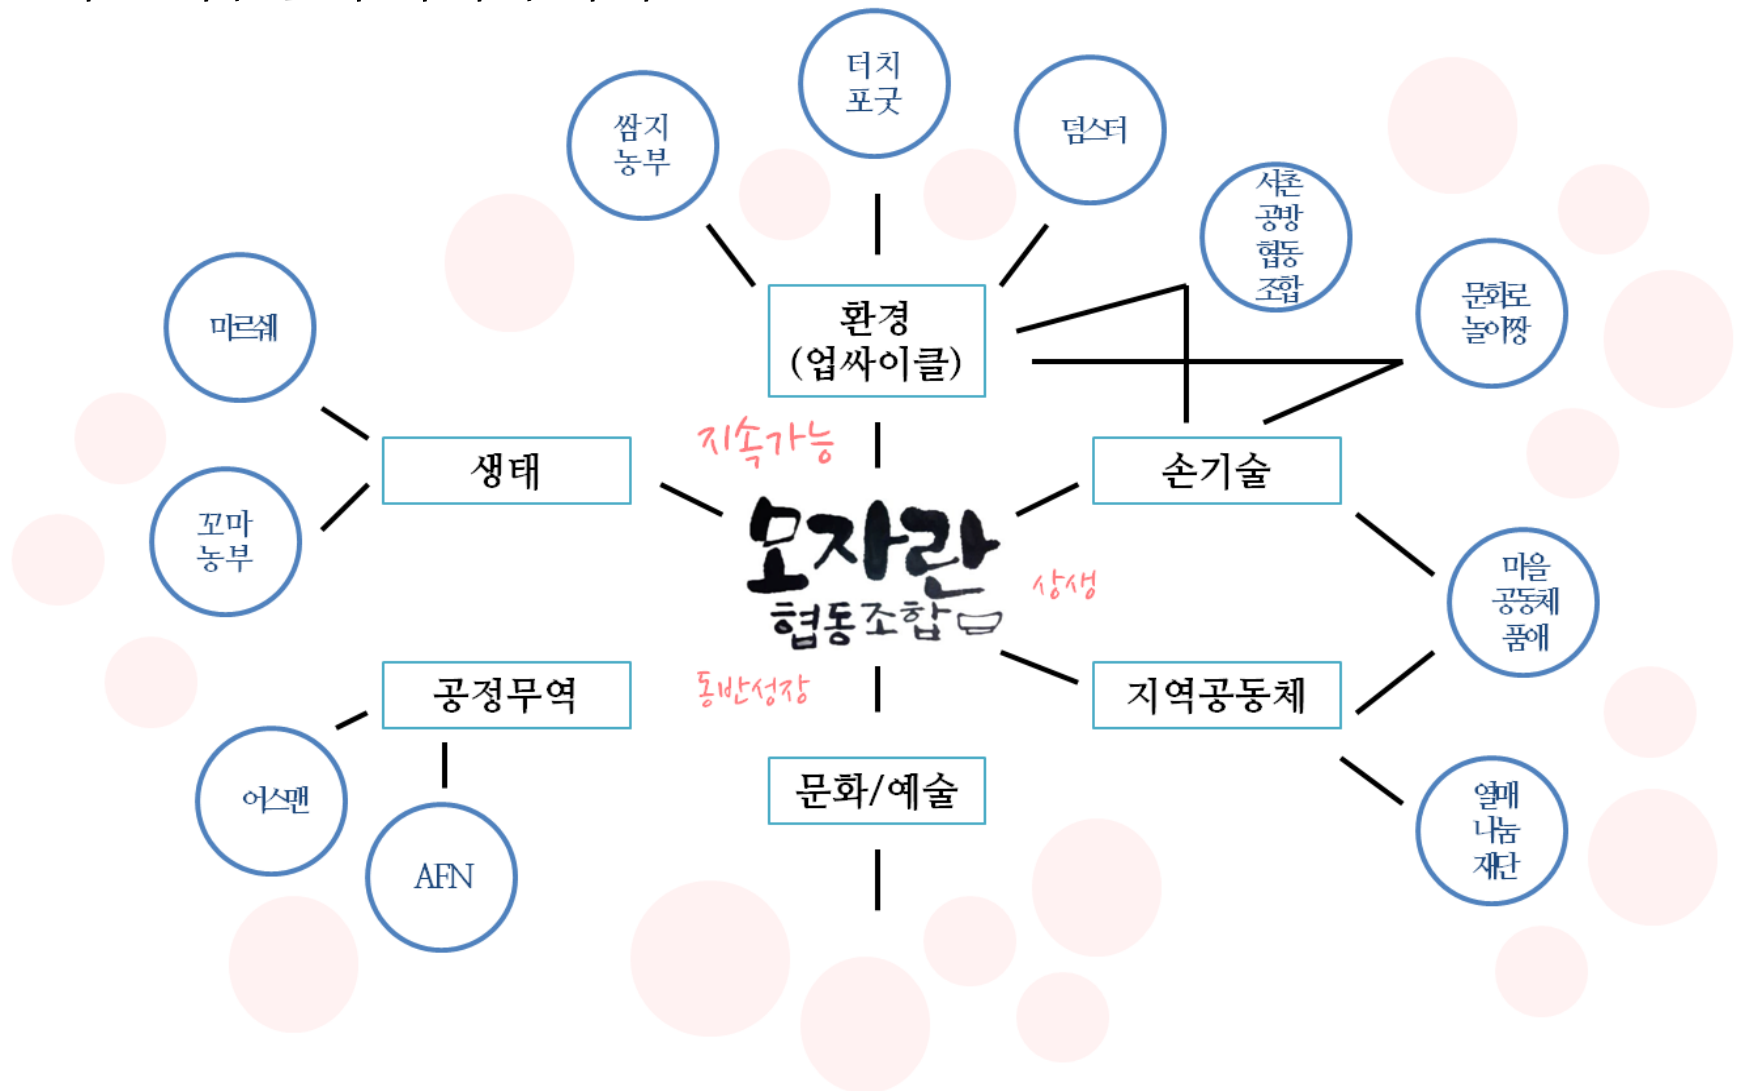 더치
포굿
쌈지
농부
덤스터
서촌
공방
협동
조합
문화로
놀이짱
마르쉐
환경
(업싸이클)
지속가능
생태
손기술
꼬마
농부
모자란
협동조합
상생
마을
공동체
품애
공정무역
동반성장
지역공동체
어스맨
문화/예술
열매
나눔
재단
AFN